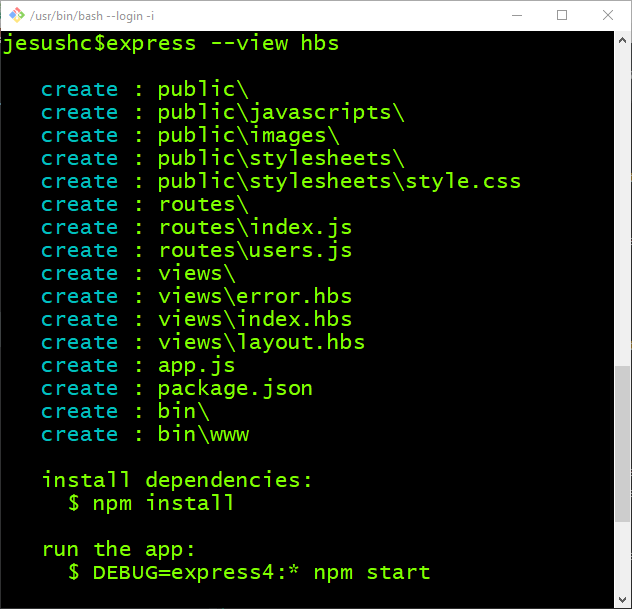 /usr/bin/bash --login -i
jesushc$express --view hbs
create : public\
create : public\javascripts\
create : public\images\
create : public\stylesheets\
create : public\stylesheets\style.css
create : routes\
create : routes\index.js
create : routes\users.js
create : views\
create : views\error.hbs
create : views\index.hbs
create : views\layout.hbs
create : app.js
create : package.json
create : bin\
create : bin\www
install dependencies:
$ npm install
run the app:
$ DEBUG=express4:* npm start